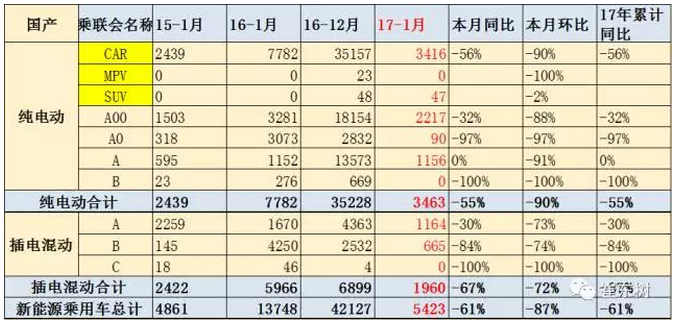 国产 乘联会名称 15-1月 16-1月 16-12月 17-1月 本月同比 本月环比 17年累计同比
纯电动 CAR 2439 7782 35157 3416 -56% -90% -56%
MPV 0 0 23 0 -100%
SUV 0 0 48 47 -2%
A00 1503 3281 18154 2217 -32% -88% -32%
A0 318 3073 2832 90 -97% -97% -97%
A 595 1152 13573 1156 0% -91% 0%
B 23 276 669 0 -100% -100% -100%
纯电动合计 2439 7782 35228 3463 -55% -90% -55%
插电混动 A 2259 1670 4363 1164 -30% -73% -30%
B 145 4250 2532 665 -84% -74% -84%
C 18 46 4 0 -100% -100% -100%
插电混动合计 2422 5966 6899 1960 -67% -72%
新能源乘用车总计 4861 13748 42127 5423 -61% -87% -61%